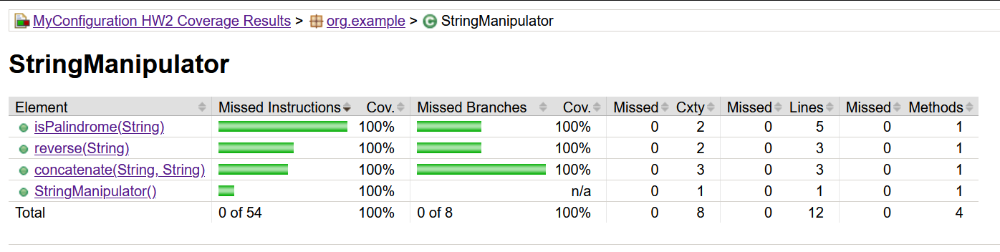 MyConfiguration HW2 Coverage Results > org.example > StringManipulator
StringManipulator
Element Missed Instructions Cov. Missed Branches Cov. Missed Cxty Missed Lines Missed Methods
isPalindrome(String) 100% 100% 0 2 0 5 0 1
reverse(String) 100% 100% 0 2 0 3 0 1
concatenate(String, String) 100% 100% 0 3 0 3 0 1
StringManipulator() 100% n/a 0 1 0 1 0 1
Total 0 of 54 100% 0 of 8 100% 0 8 0 12 0 4